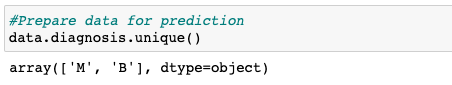 #Prepare data for prediction
data.diagnosis.unique()
array(['M', 'B'], dtype=object)